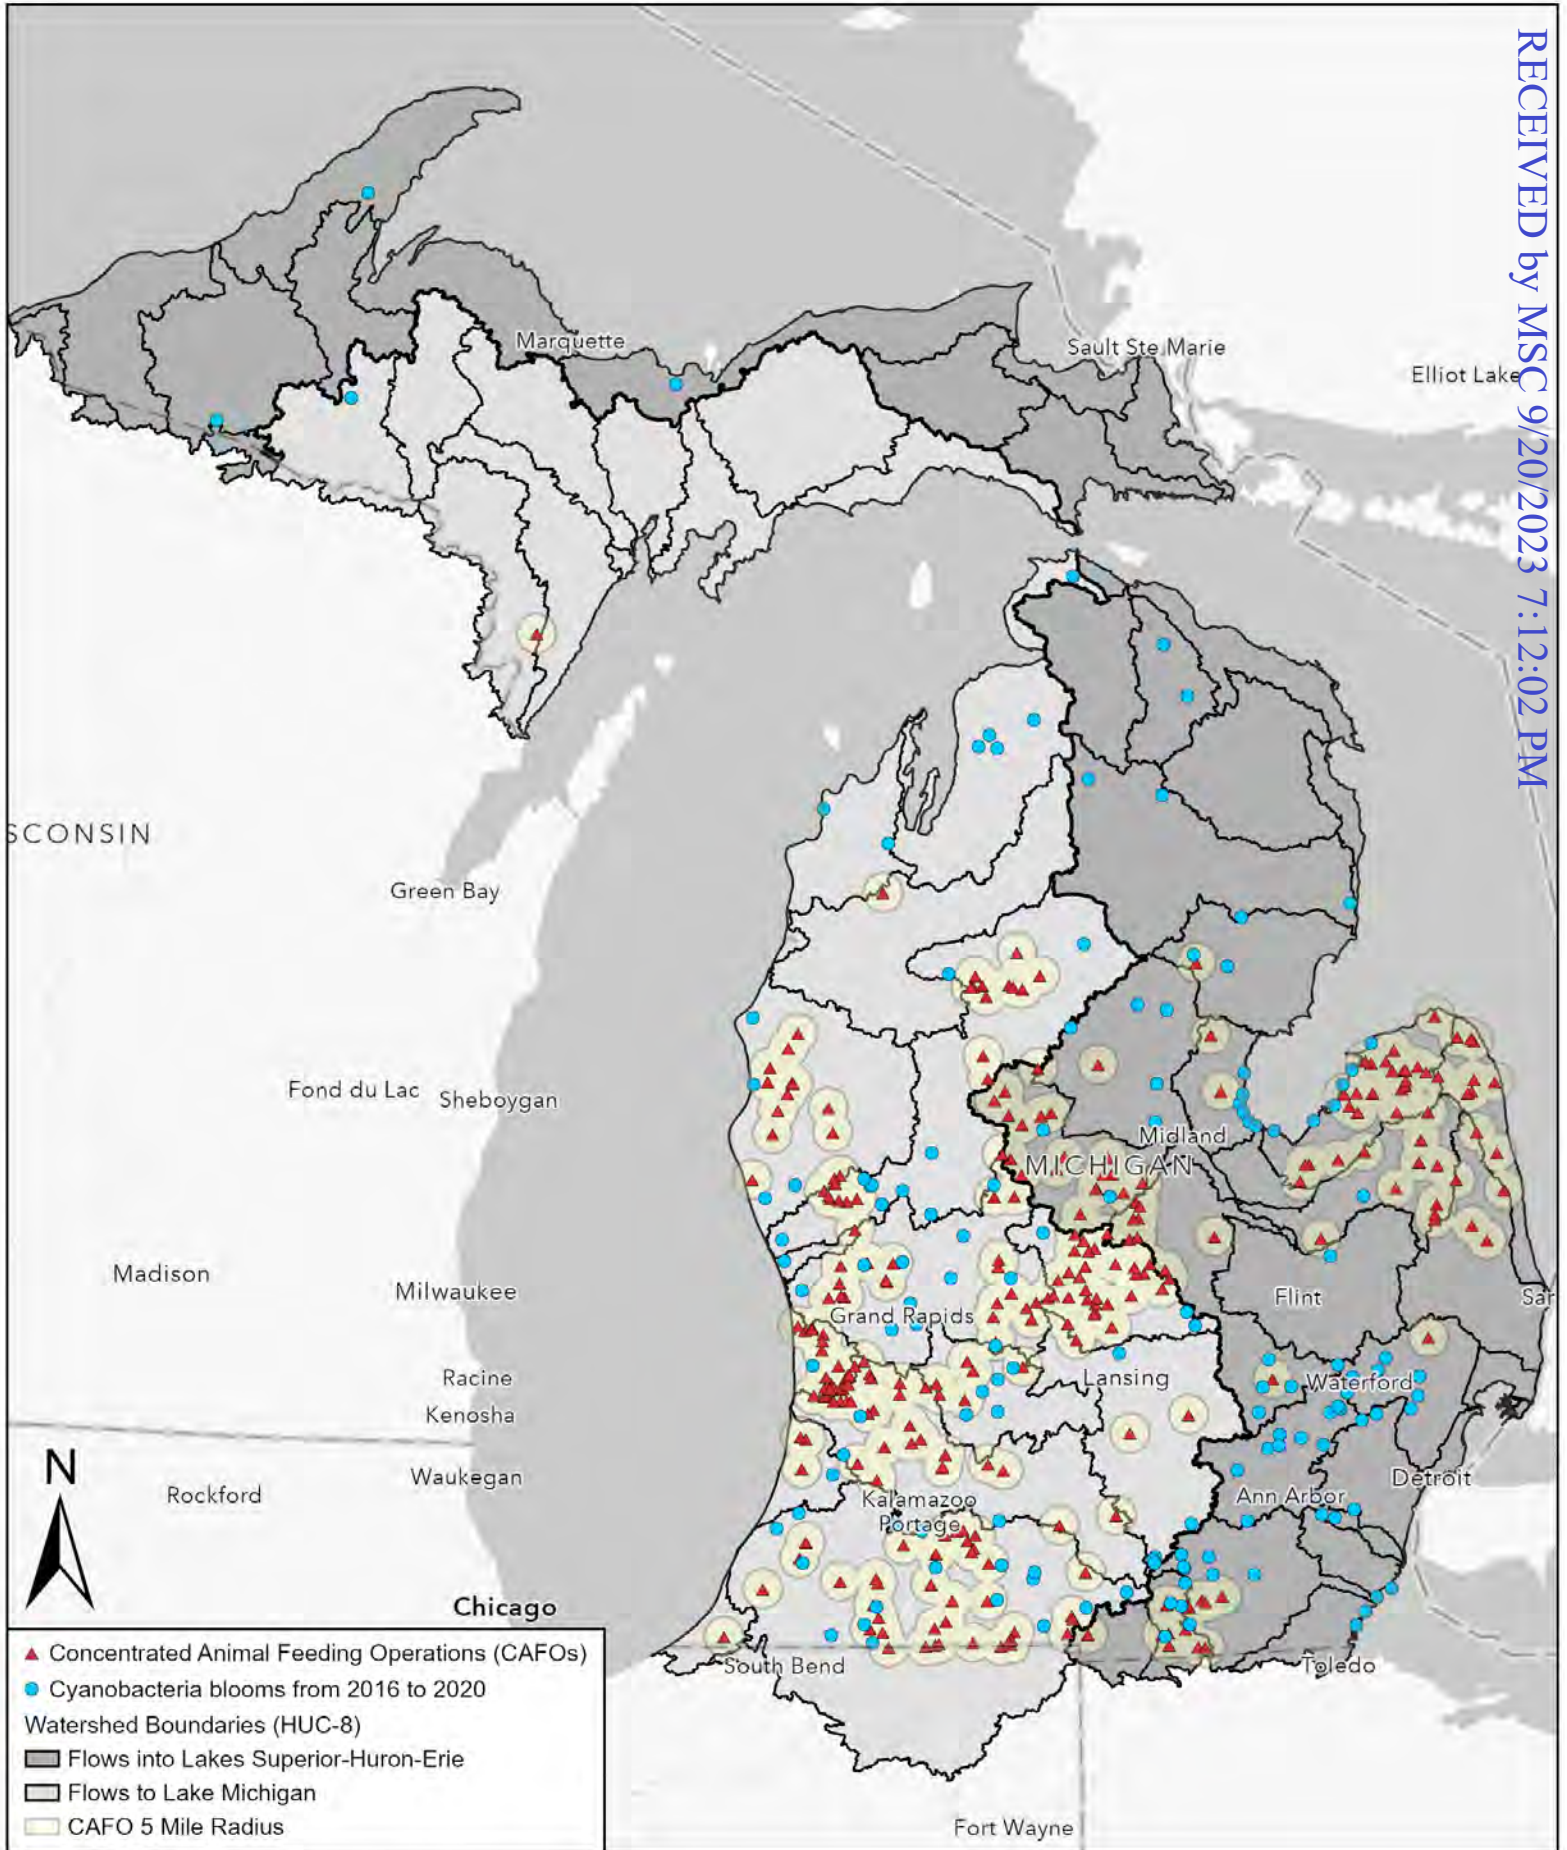 RECEIVED by MSC 9/20/2023 7:12:02 PM
Marquette
Sault Ste Marie
Elliot Lake
SCONSIN
Green Bay
Fond du Lac
Sheboygan
Midland
MICHIGAN
Madison
Milwaukee
Flint
Sar
Grand Rapids
Racine
Lansing
Waterford
Kenosha
Waukegan
Detroit
N
Rockford
Ann Arbor
Kalamazoo
Portage
Chicago
South Bend
Toledo
Fort Wayne
Concentrated Animal Feeding Operations (CAFOs)
Cyanobacteria blooms from 2016 to 2020
Watershed Boundaries (HUC-8)
Flows into Lakes Superior-Huron-Erie
Flows to Lake Michigan
CAFO 5 Mile Radius